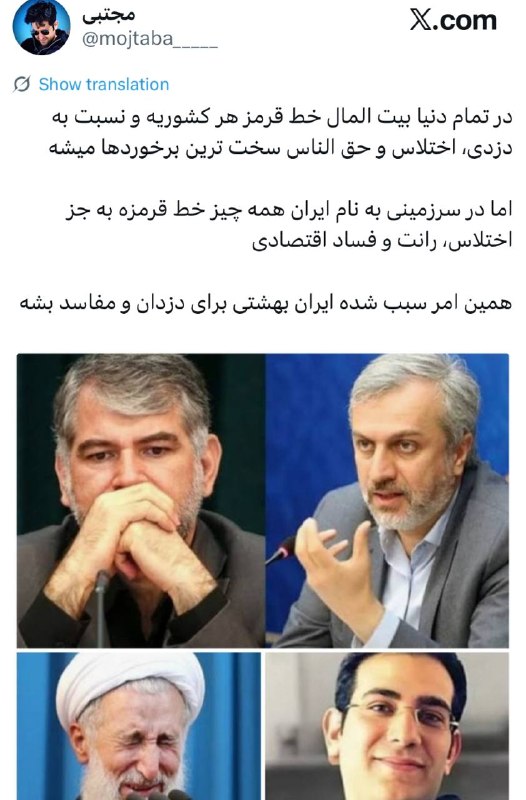 مجتبی
X.com
@mojtaba_____
Show translation
در تمام دنیا بیت المال خط قرمز هر کشوریه و نسبت به
دزدی، اختلاس و حق الناس سخت ترین برخوردها میشه
اما در سرزمینی به نام ایران همه چیز خط قرمزه به جز
اختلاس، رانت و فساد اقتصادی
همین امر سبب شده ایران بهشتی برای دزدان و مفاسد بشه